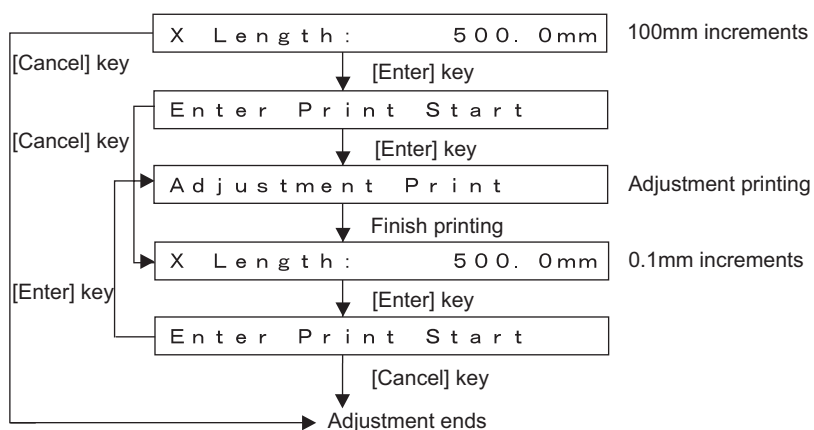 X Length: 500.0mm 100mm increments
[Cancel] key
[Enter] key
Enter Print Start
[Cancel] key
[Enter] key
Adjustment Print Adjustment printing
Finish printing
X Length: 500.0mm 0.1mm increments
[Enter] key
[Enter] key
Enter Print Start
[Cancel] key
Adjustment ends